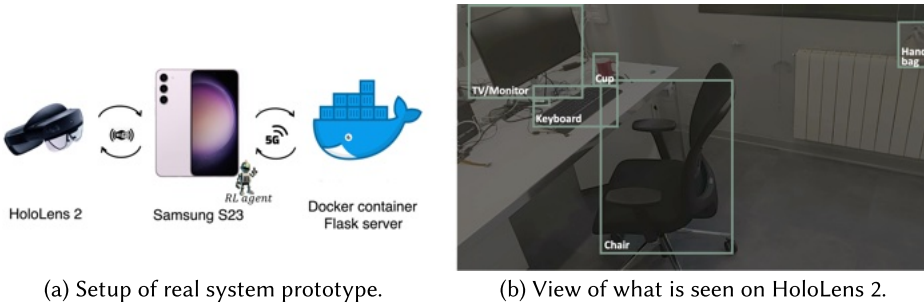 5G
RL agent
HoloLens 2
Samsung S23
Docker container
Flask server
(a) Setup of real system prototype.
TV/Monitor
Cup
Keyboard
Hand
bag
Chair
(b) View of what is seen on HoloLens 2.